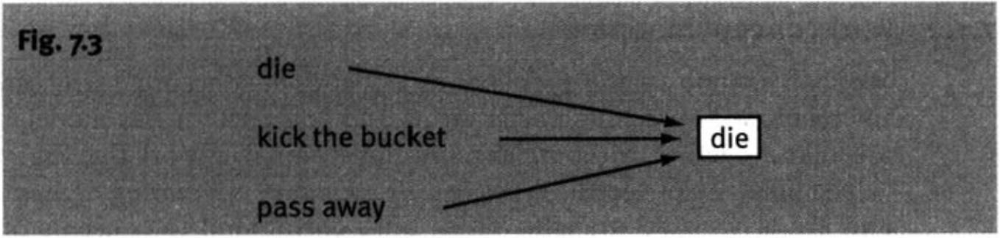 Fig. 7.3
die
kick the bucket
die
pass away